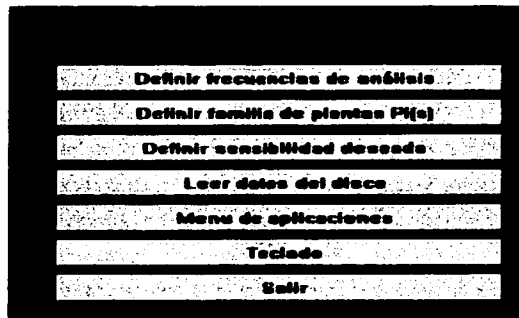 Definir frecuencias de análisis
Definir familia de plantas Pi(s)
Definir sensibilidad deseada
Leer datos del disco
Menu de aplicaciones
Teclado
Salir